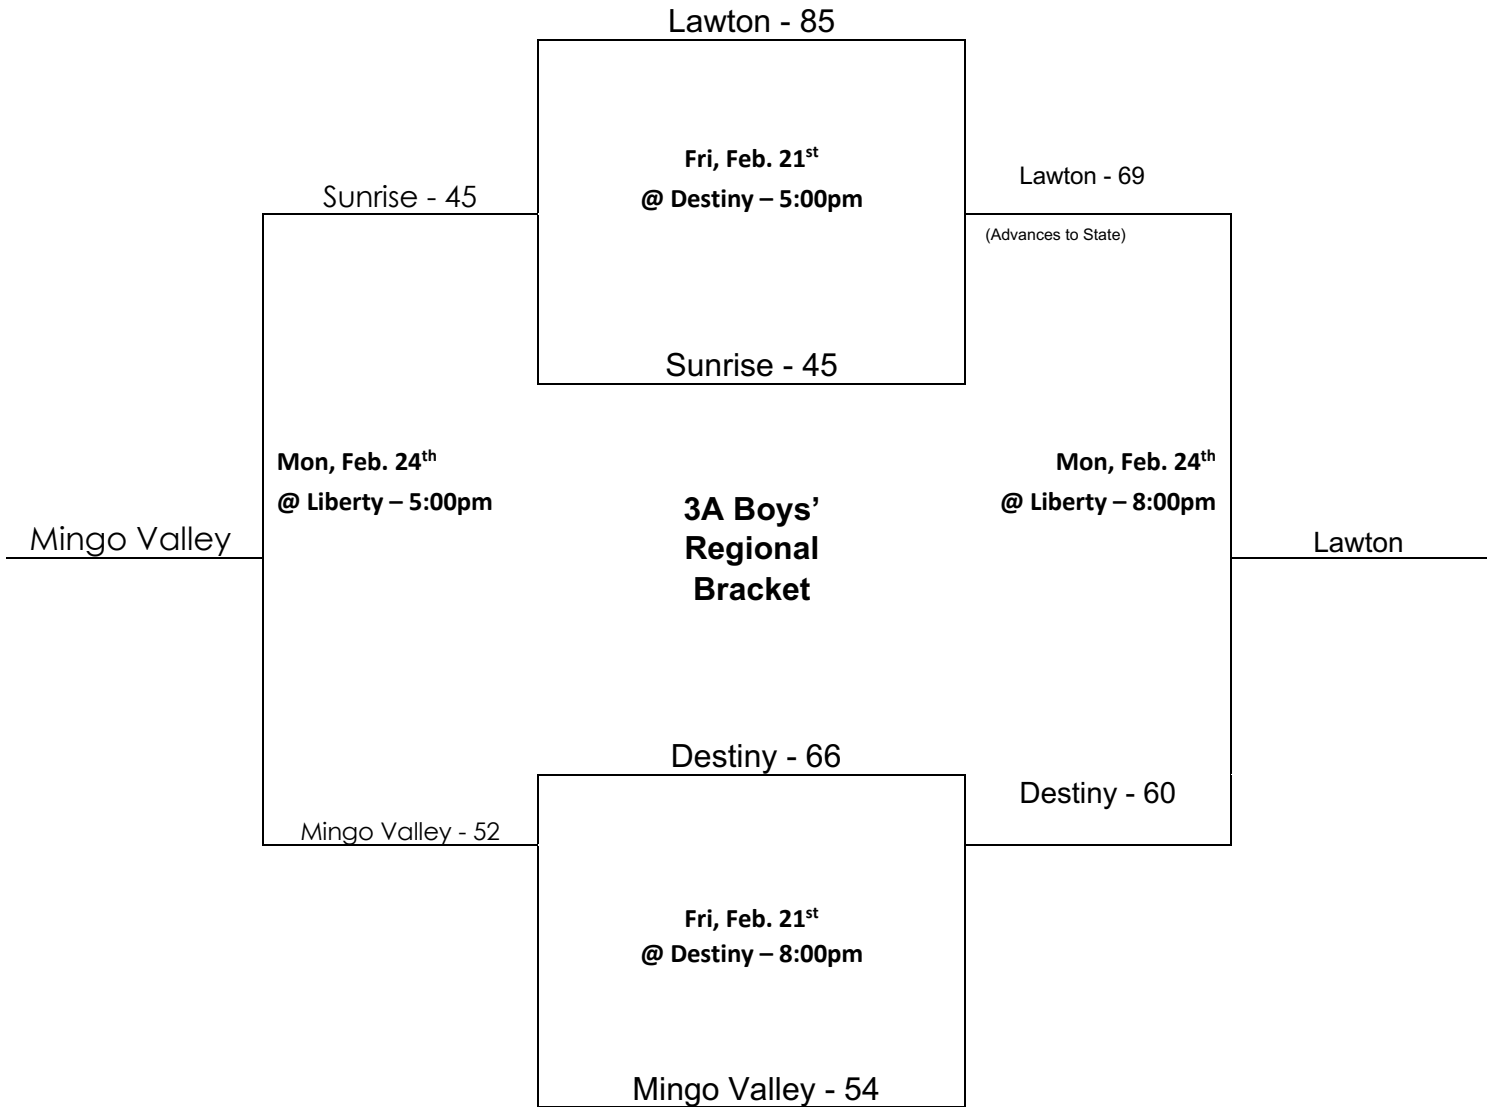 Lawton - 85
Fri, Feb. 21st
@ Destiny – 5:00pm
Lawton - 69
Sunrise - 45
(Advances to State)
Sunrise - 45
Mon, Feb. 24th
@ Liberty – 5:00pm
Mon, Feb. 24th
@ Liberty – 8:00pm
3A Boys’
Regional
Bracket
Mingo Valley
Lawton
Destiny - 66
Destiny - 60
Mingo Valley - 52
Fri, Feb. 21st
@ Destiny – 8:00pm
Mingo Valley - 54